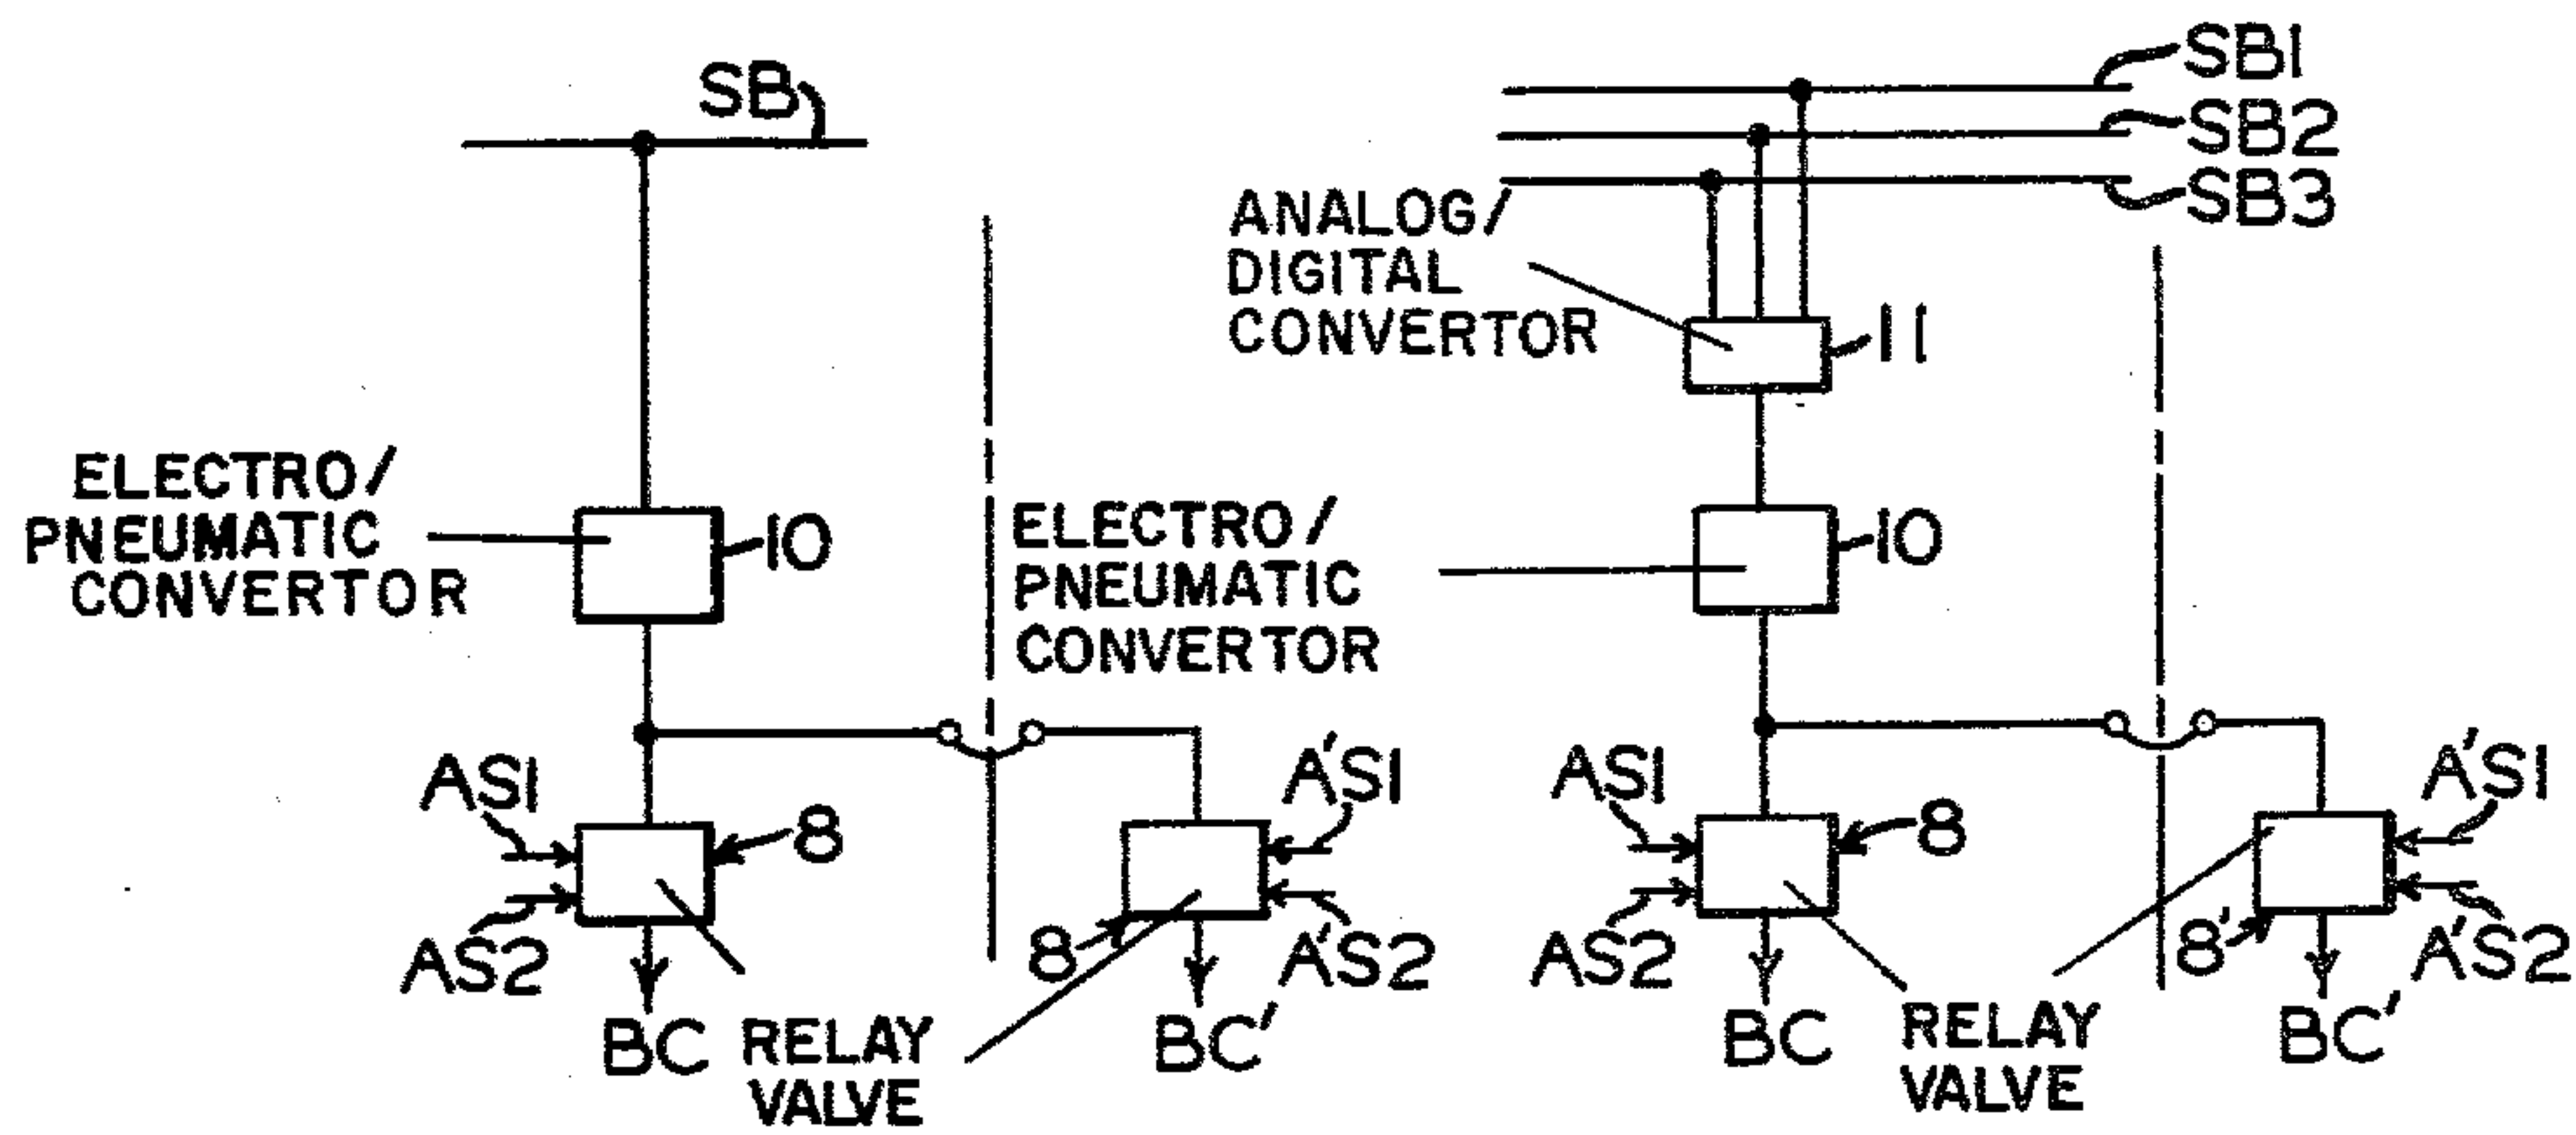 SB
ELECTRO/
PNEUMATIC
CONVERTOR
10
AS1
AS2
8
BC
RELAY
VALVE
8'
A'S1
A'S2
BC'
SB1
SB2
SB3
ANALOG/
DIGITAL
CONVERTOR
11
ELECTRO/
PNEUMATIC
CONVERTOR
10
AS1
AS2
8
BC
RELAY
VALVE
8'
A'S1
A'S2
BC'